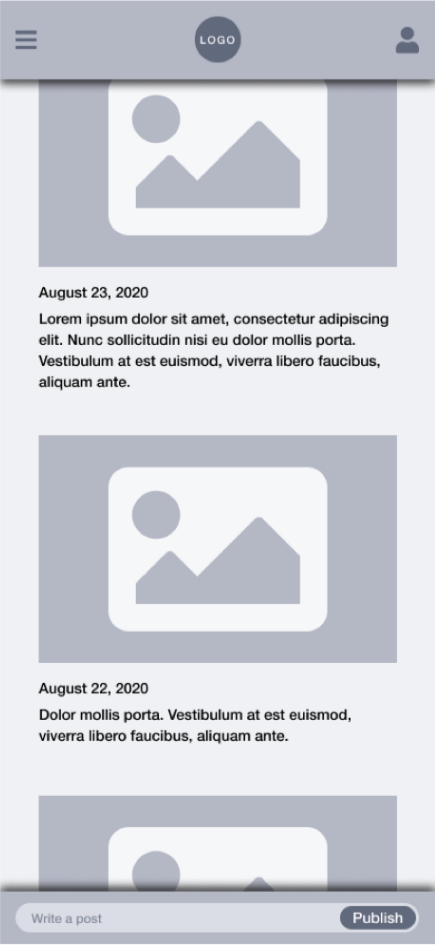 LOGO
August 23, 2020
Lorem ipsum dolor sit amet, consectetur adipiscing
elit. Nunc sollicitudin nisi eu dolor mollis porta.
Vestibulum at est euismod, viverra libero faucibus,
aliquam ante.
August 22, 2020
Dolor mollis porta. Vestibulum at est euismod,
viverra libero faucibus, aliquam ante.
Write a post
Publish